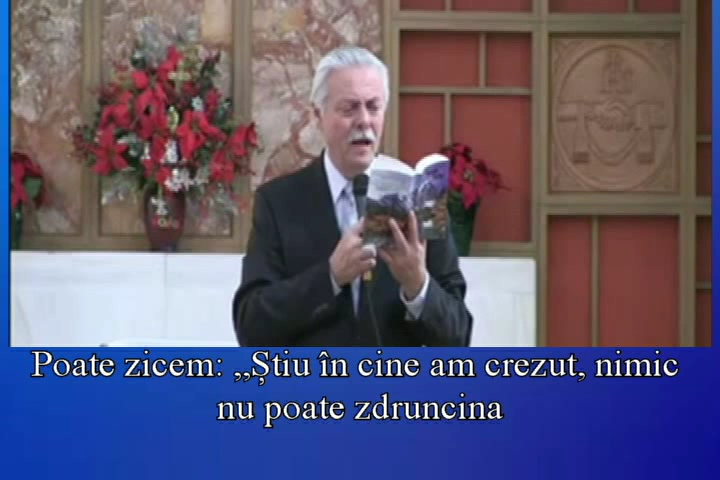 Poate zicem: ,,Știu în cine am crezut, nimic
nu poate zdruncina